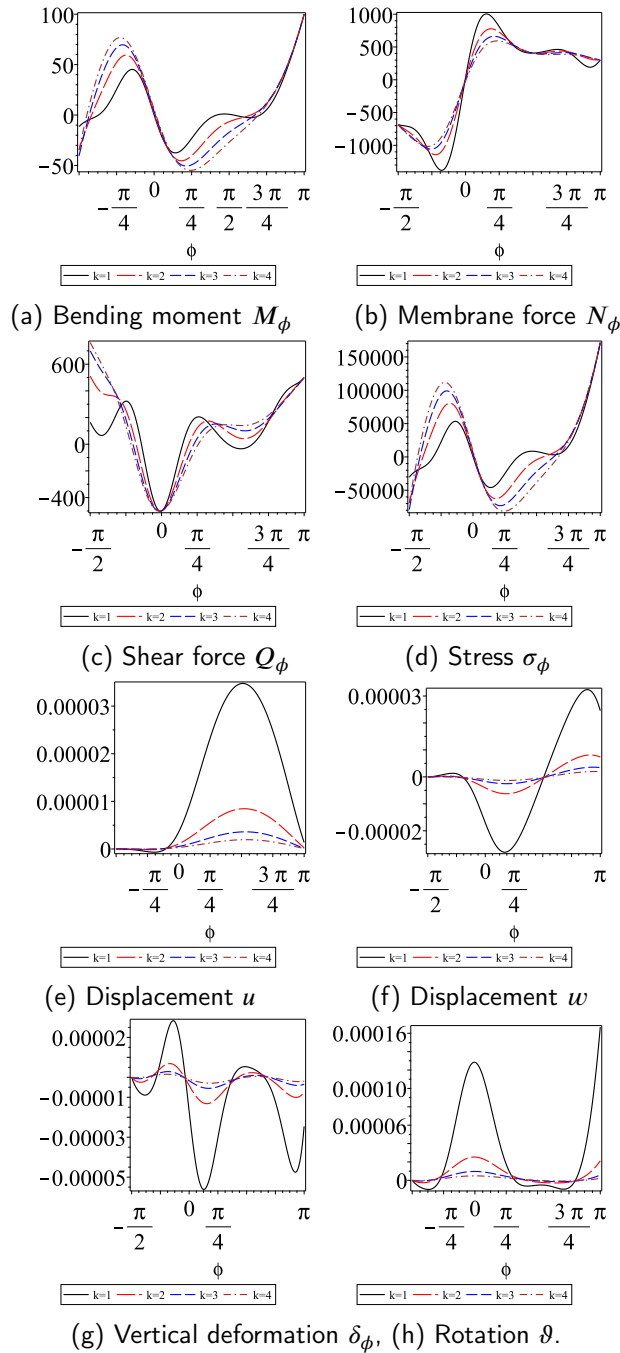 100
50
0
−50
−π/4 0 π/4 π/2 3π/4 π
ϕ
k=1 k=2 k=3 k=4
(a) Bending moment Mϕ
1000
500
0
−500
−1000
−π/2 0 π/4 3π/4 π
ϕ
k=1 k=2 k=3 k=4
(b) Membrane force Nϕ
600
0
−400
−π/2 0 π/4 3π/4 π
ϕ
k=1 k=2 k=3 k=4
(c) Shear force Qϕ
150000
100000
50000
0
−50000
−π/2 0 π/4 3π/4 π
ϕ
k=1 k=2 k=3 k=4
(d) Stress σϕ
0.00003
0.00002
0.00001
0
−π/4 0 π/4 3π/4 π
ϕ
k=1 k=2 k=3 k=4
(e) Displacement u
0.00003
0
−0.00002
−π/2 0 π/4 π
ϕ
k=1 k=2 k=3 k=4
(f) Displacement w
0.00002
−0.00001
−0.00003
−0.00005
−π/2 0 π/4 π
ϕ
k=1 k=2 k=3 k=4
0.00016
0.00010
0.00006
0
−π/4 0 π/4 3π/4 π
ϕ
k=1 k=2 k=3 k=4
(g) Vertical deformation δϕ, (h) Rotation ϑ.